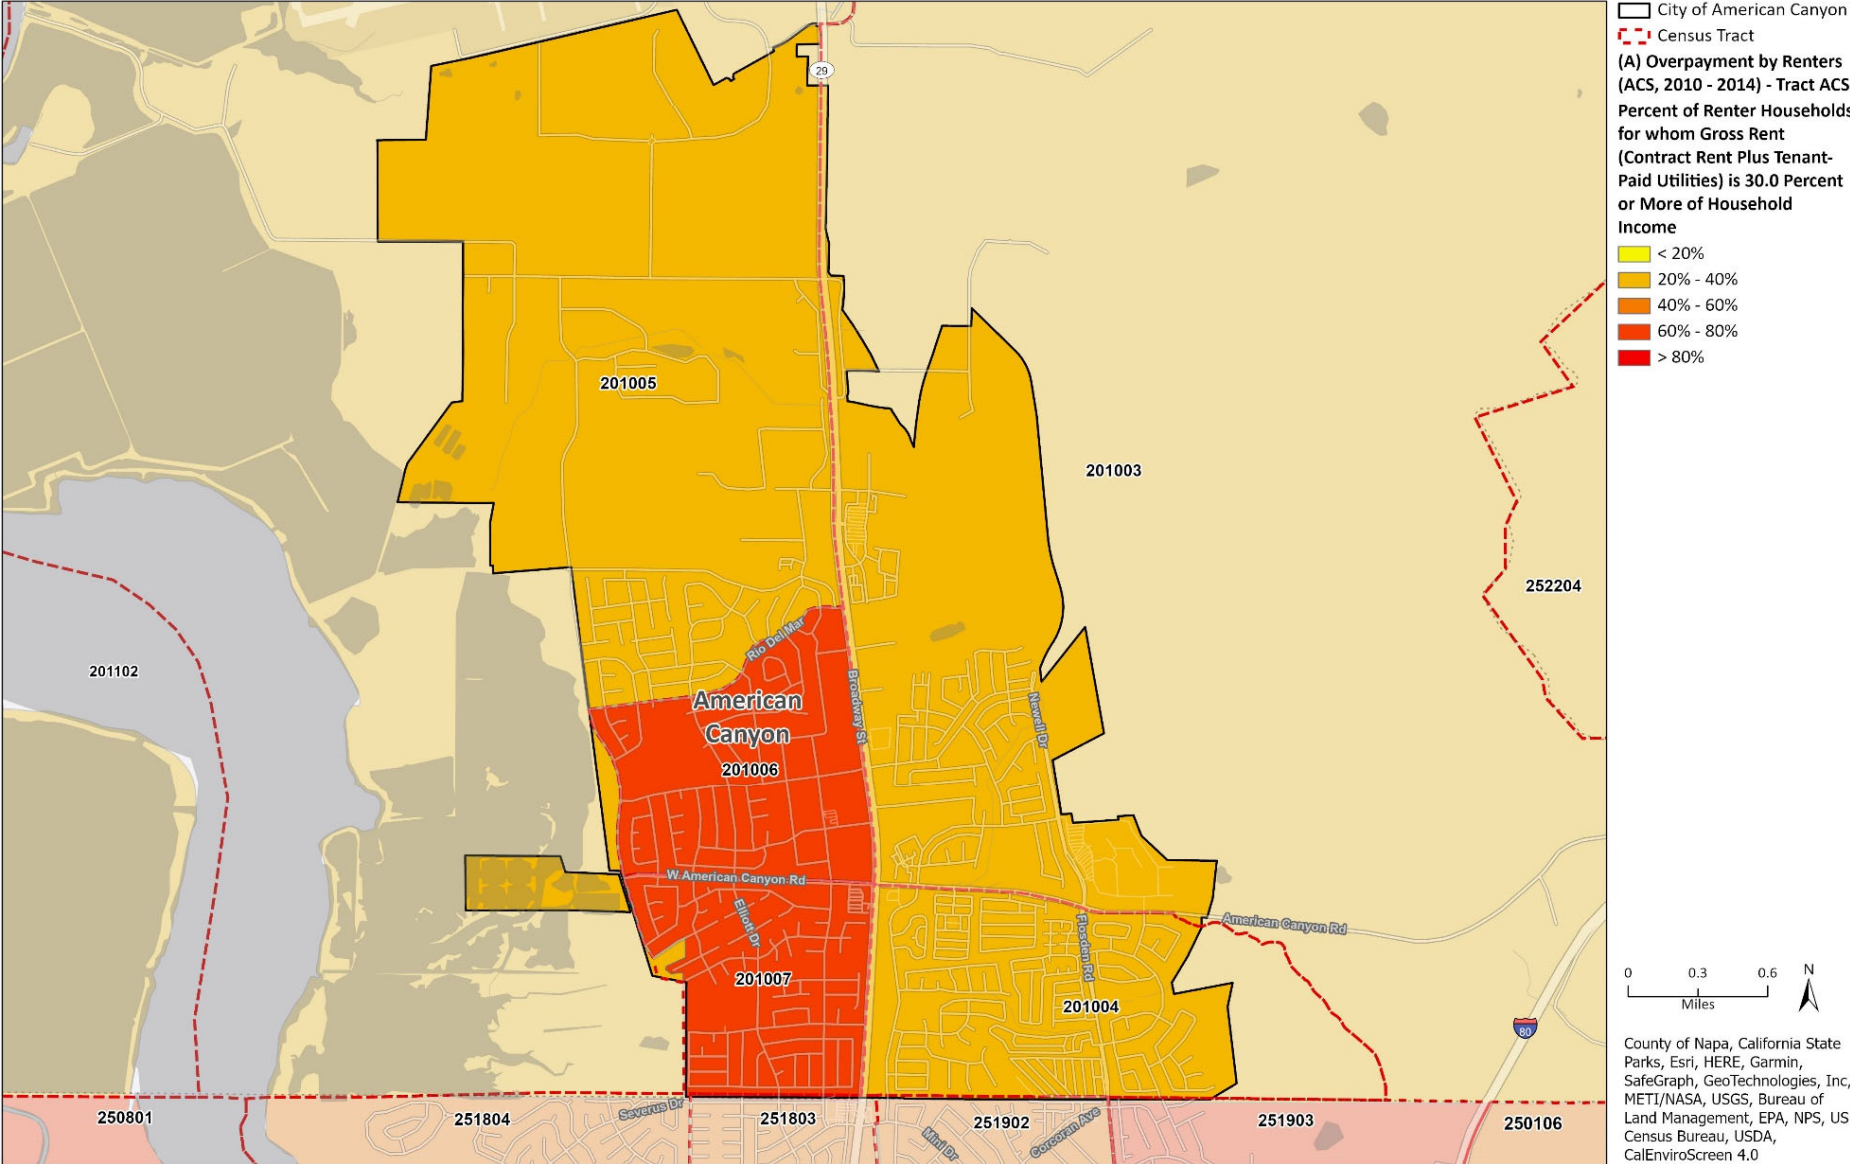 City of American Canyon
Census Tract
(A) Overpayment by Renters
(ACS, 2010 - 2014) - Tract ACS
Percent of Renter Households
for whom Gross Rent
(Contract Rent Plus Tenant-
Paid Utilities) is 30.0 Percent
or More of Household
Income
< 20%
20% - 40%
40% - 60%
60% - 80%
> 80%
29
201005
201003
252204
201102
Rio Del Mar
Broadway St
Newell Dr
American
Canyon
201006
W American Canyon Rd
Elliott Dr
Flosden Rd
American Canyon Rd
201007
201004
80
0 0.3 0.6
Miles
N
250801
251804
Severus Dr
251803
Mini Dr
251902
Corcoran Ave
251903
250106
County of Napa, California State
Parks, Esri, HERE, Garmin,
SafeGraph, GeoTechnologies, Inc,
METI/NASA, USGS, Bureau of
Land Management, EPA, NPS, US
Census Bureau, USDA,
CalEnviroScreen 4.0